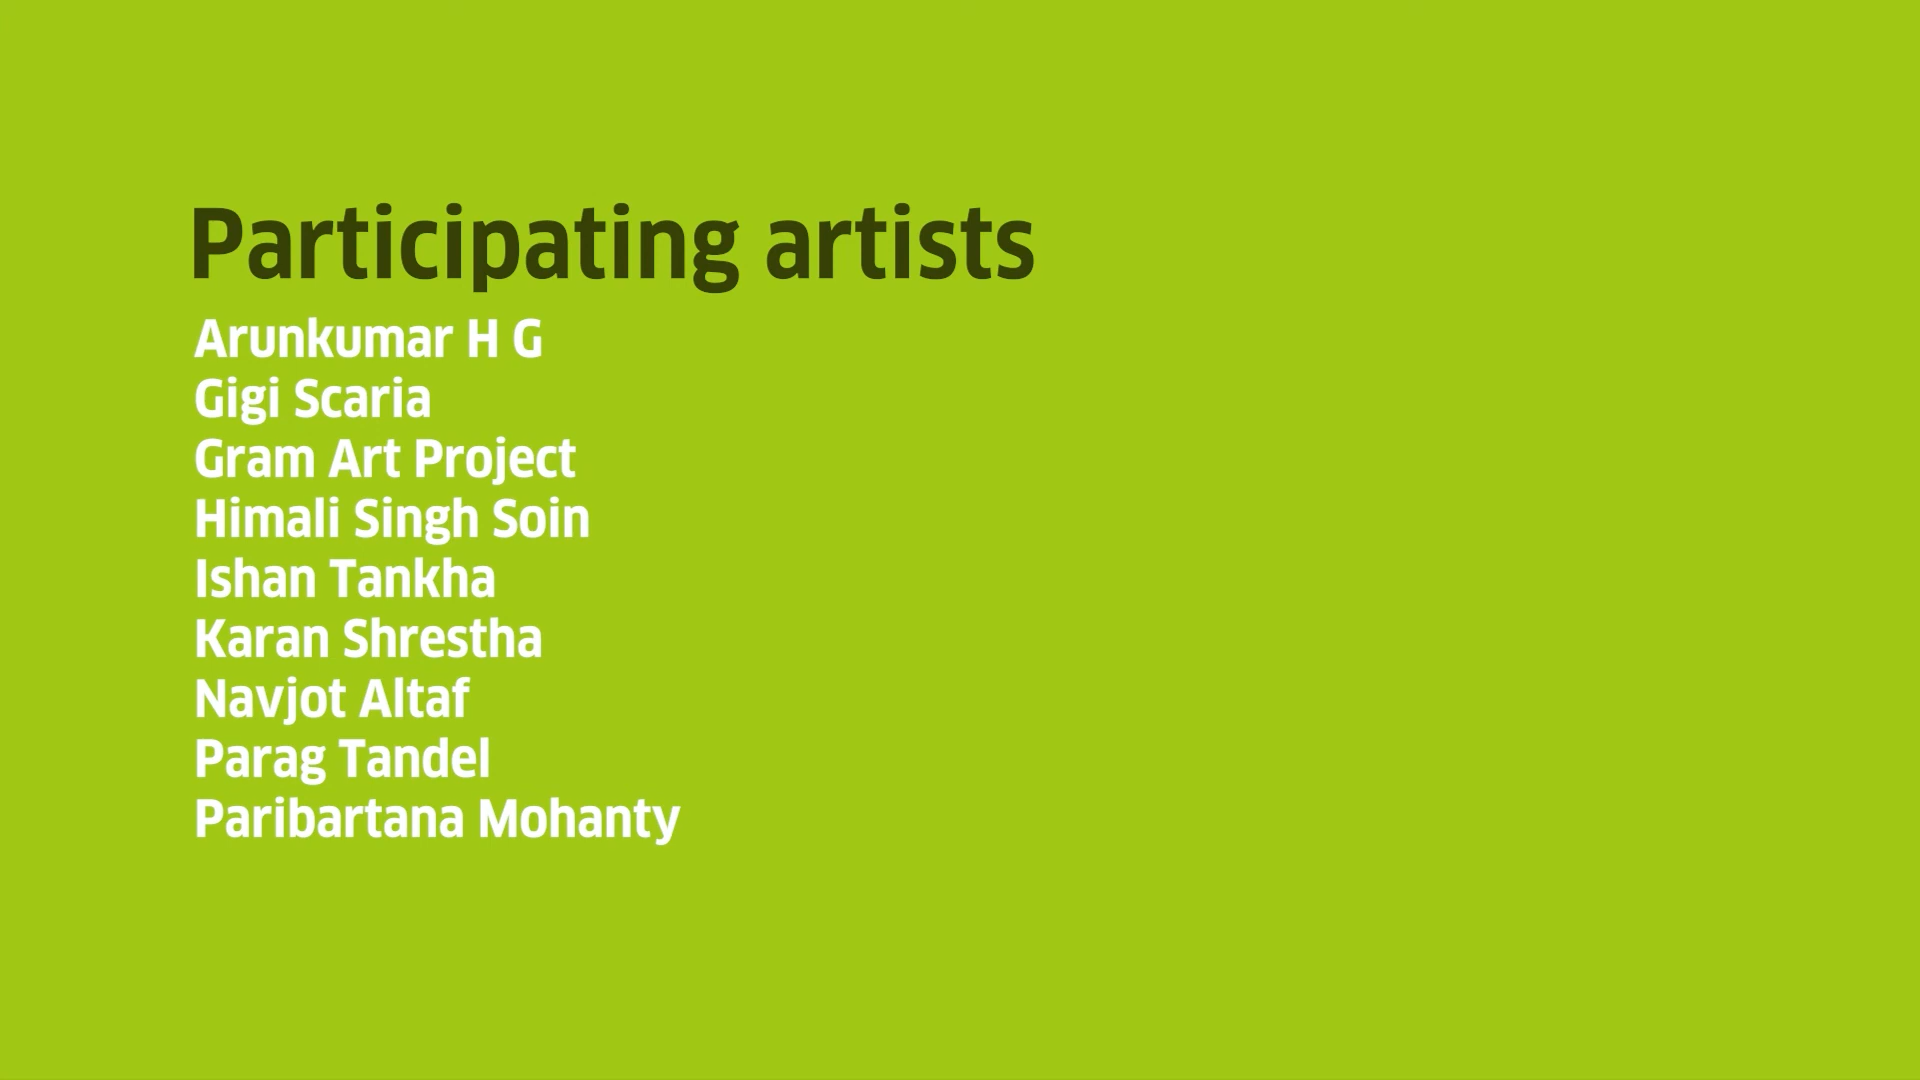 Participating artists
Arunkumar H G
Gigi Scaria
Gram Art Project
Himali Singh Soin
Ishan Tankha
Karan Shrestha
Navjot Altaf
Parag Tandel
Paribartana Mohanty